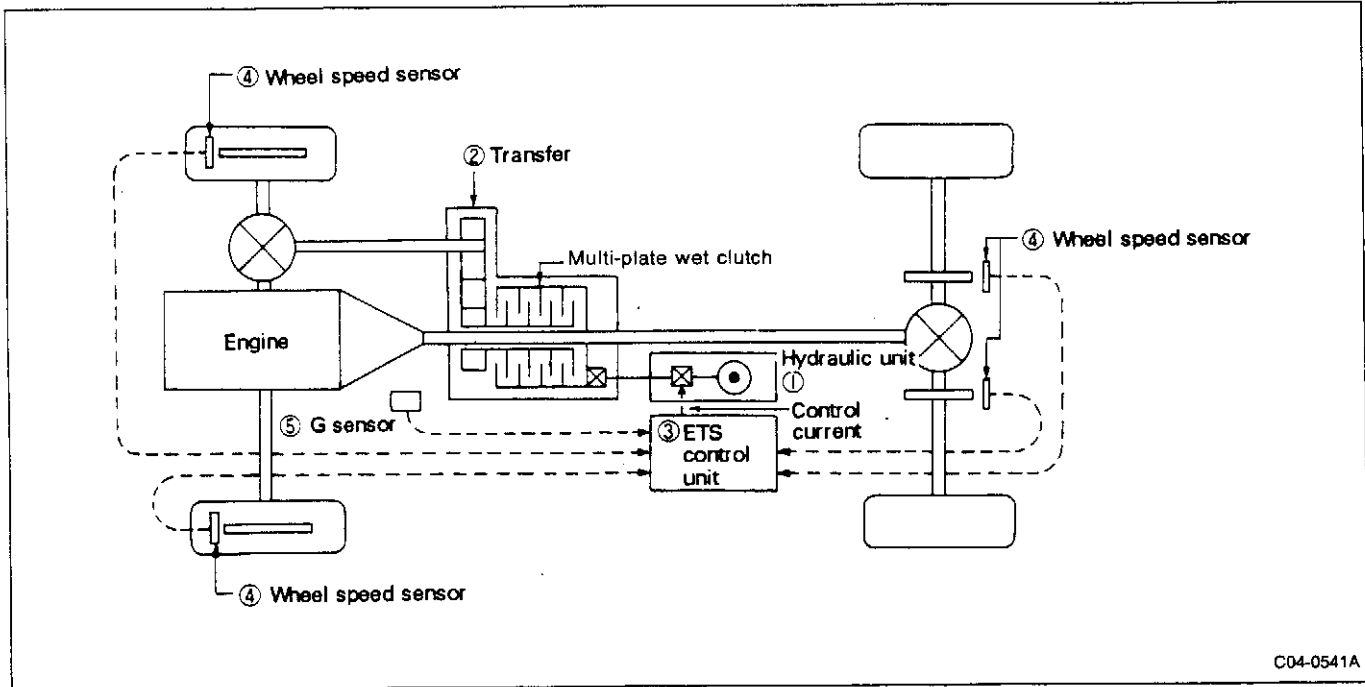 ④ Wheel speed sensor
② Transfer
Multi-plate wet clutch
④ Wheel speed sensor
Engine
Hydraulic unit
①
Control
current
⑤ G sensor
③ ETS
control
unit
④ Wheel speed sensor
C04-0541A